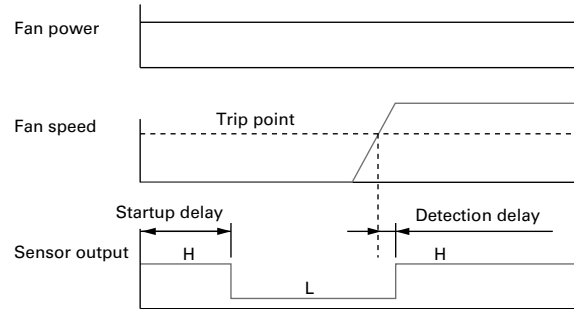 Fan power
Fan speed
Trip point
Startup delay
Detection delay
Sensor output
H
H
L